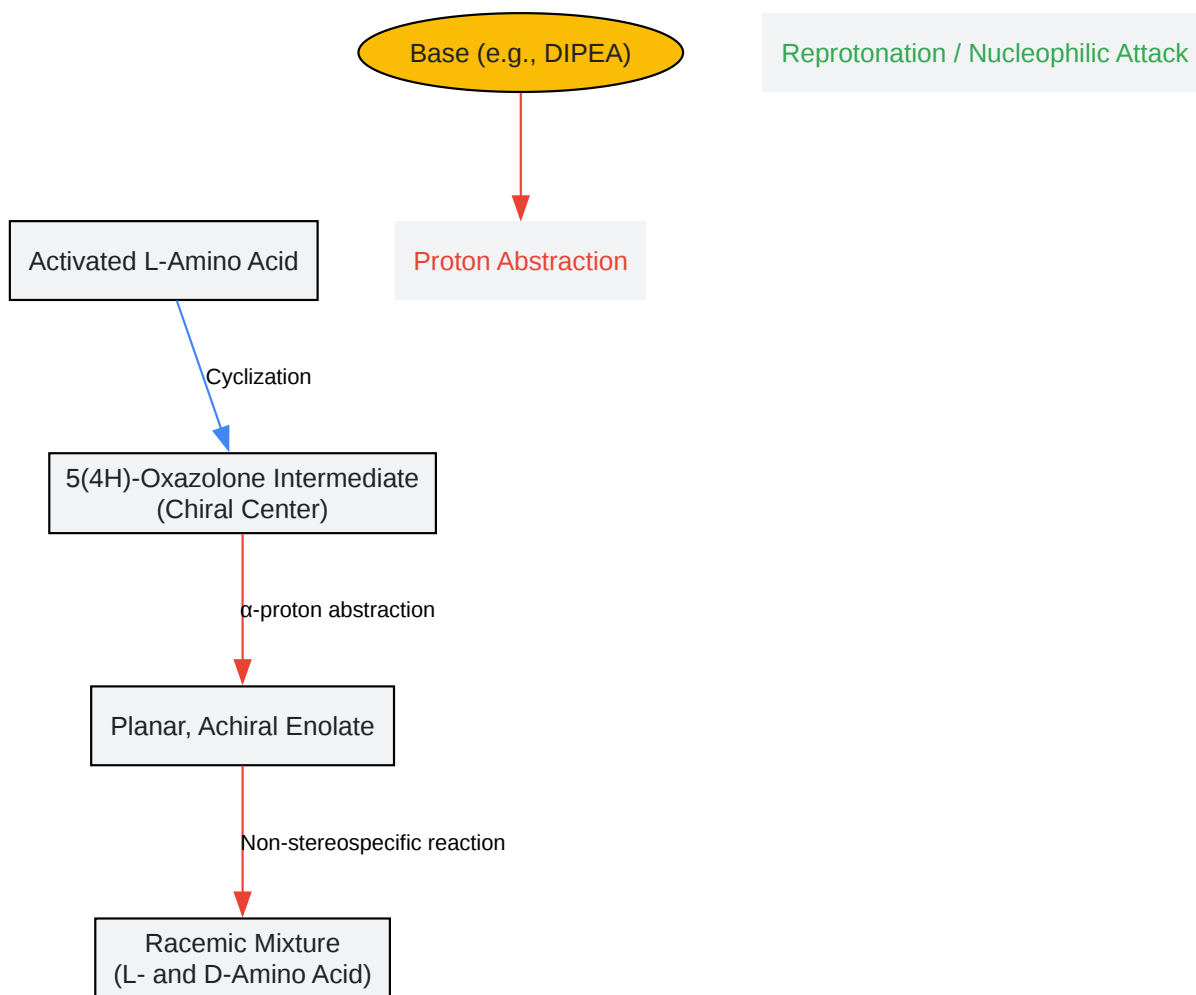 Base (e.g., DIPEA)
Reprotonation / Nucleophilic Attack
Activated L-Amino Acid
Proton Abstraction
Cyclization
5(4H)-Oxazolone Intermediate
(Chiral Center)
α-proton abstraction
Planar, Achiral Enolate
Non-stereospecific reaction
Racemic Mixture
(L- and D-Amino Acid)